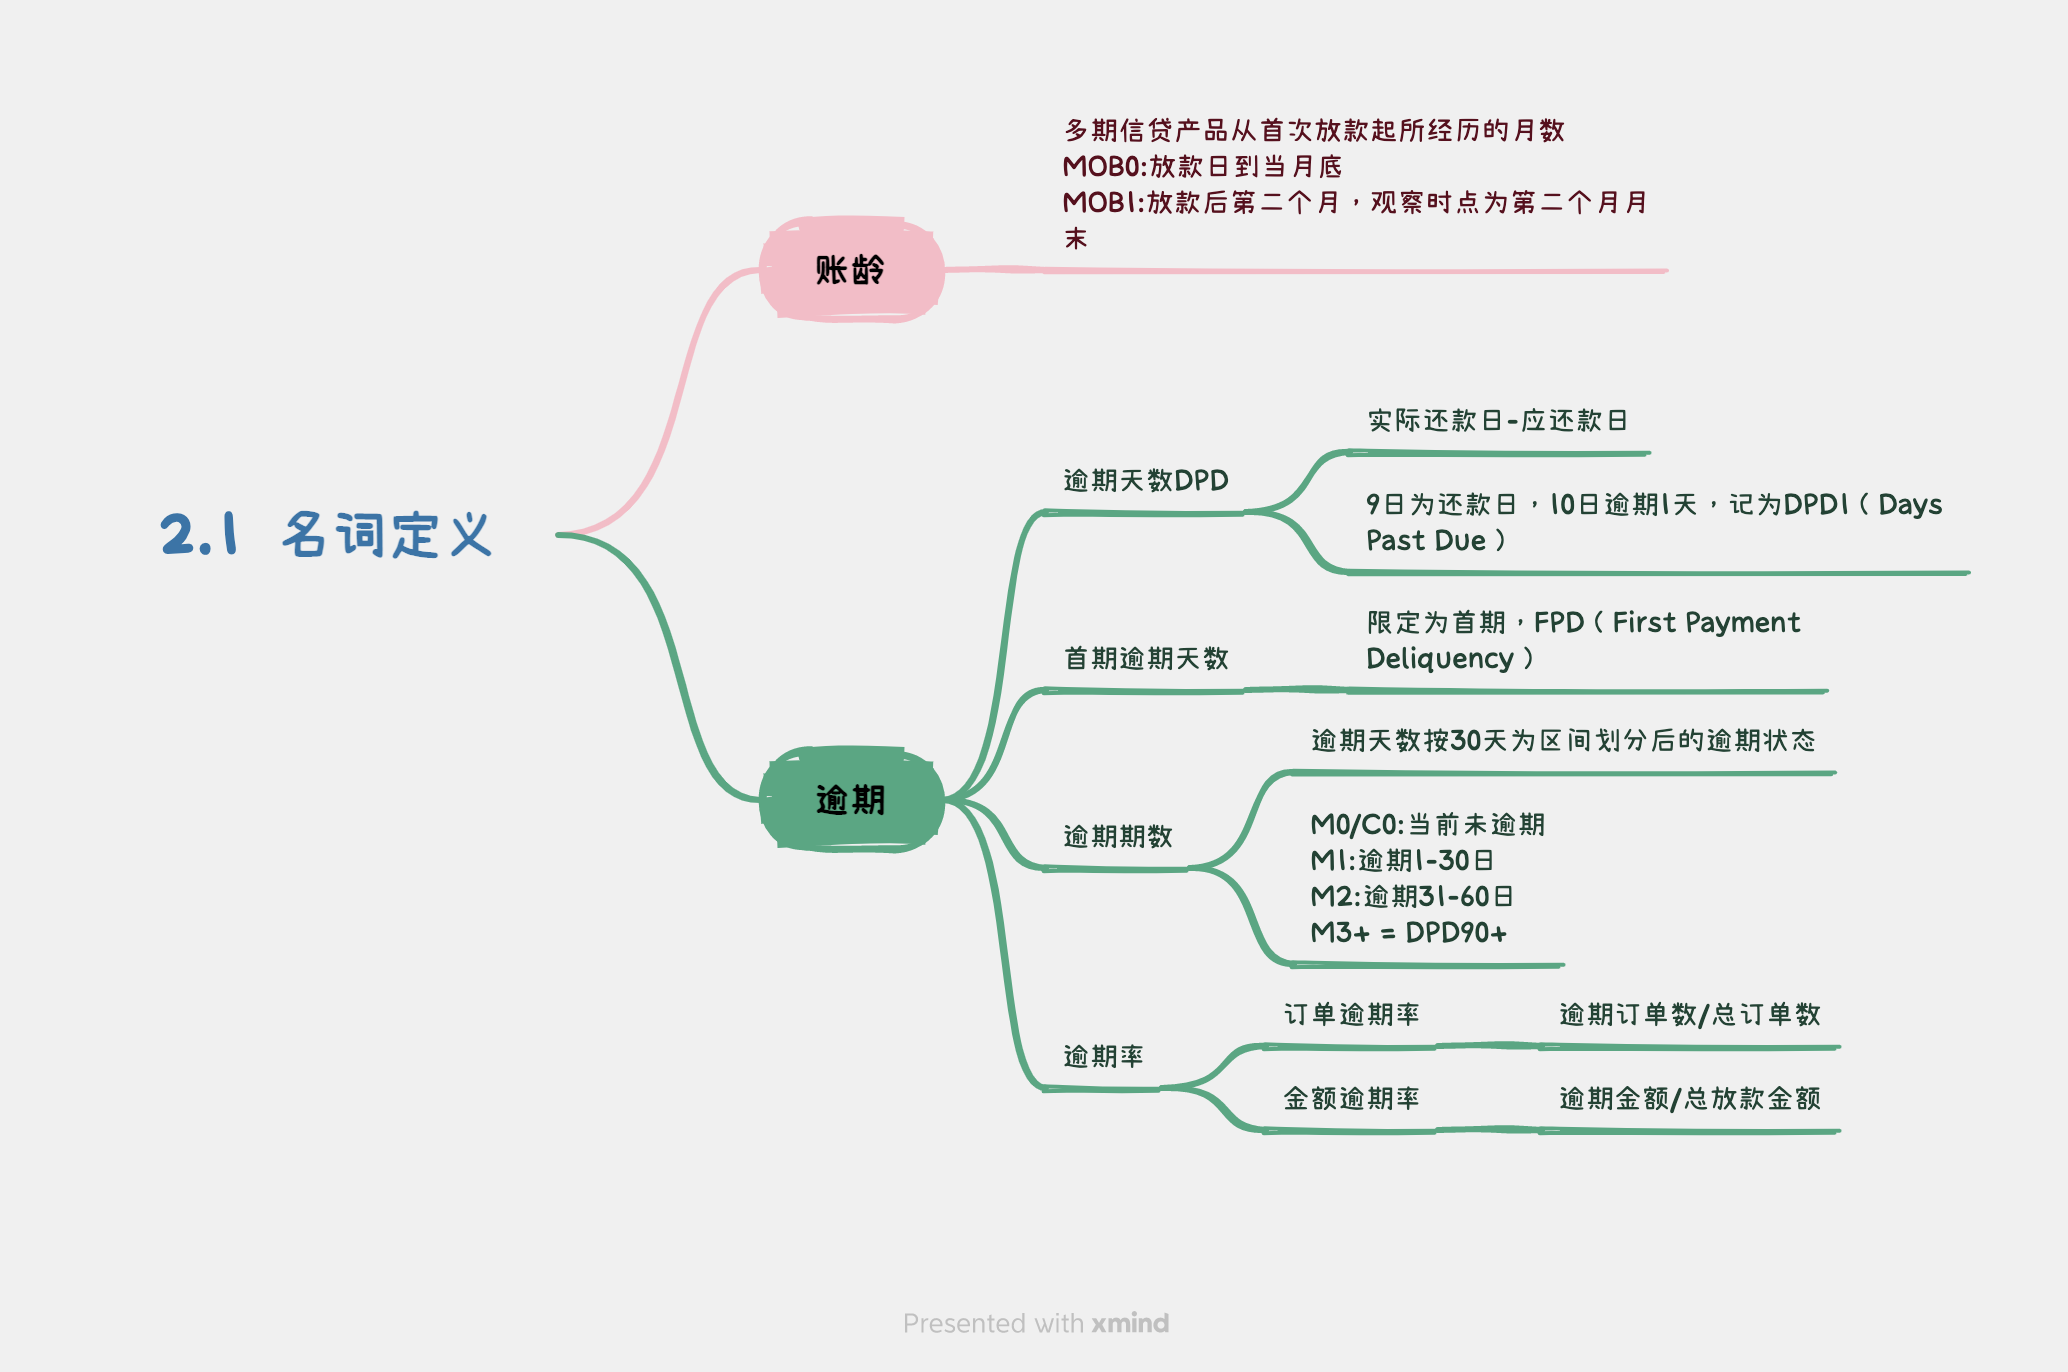 2.1 名词定义
账龄
多期信贷产品从首次放款起所经历的月数
MOB0:放款日到当月底
MOB1:放款后第二个月，观察时点为第二个月月
末
逾期
逾期天数DPD
实际还款日-应还款日
9日为还款日，10日逾期1天，记为DPD1（Days
Past Due）
首期逾期天数
限定为首期，FPD（First Payment
Deliquency）
逾期期数
逾期天数按30天为区间划分后的逾期状态
M0/C0:当前未逾期
M1:逾期1-30日
M2:逾期31-60日
M3+ = DPD90+
逾期率
订单逾期率
逾期订单数/总订单数
金额逾期率
逾期金额/总放款金额
Presented with xmind